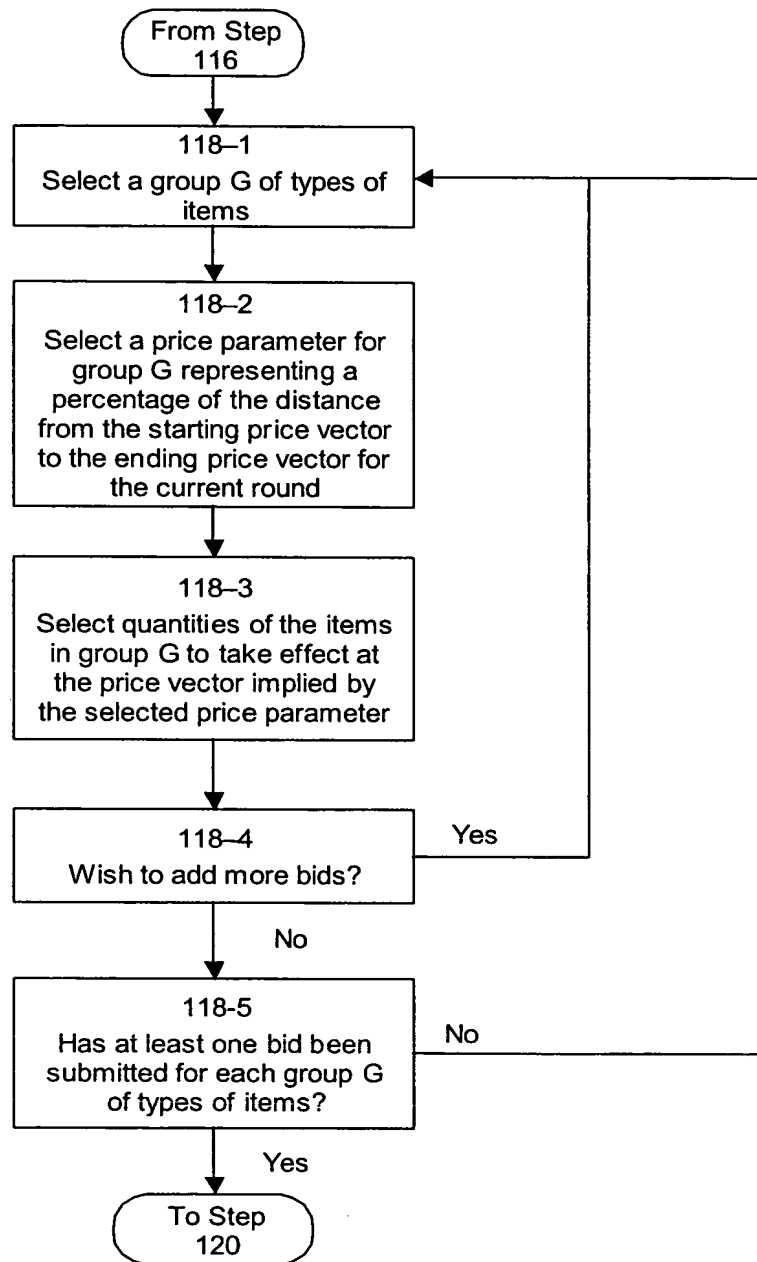 From Step
116
118–1
Select a group G of types of
items
118–2
Select a price parameter for
group G representing a
percentage of the distance
from the starting price vector
to the ending price vector for
the current round
118–3
Select quantities of the items
in group G to take effect at
the price vector implied by
the selected price parameter
118–4
Wish to add more bids?
Yes
No
118-5
Has at least one bid been
submitted for each group G
of types of items?
No
Yes
To Step
120